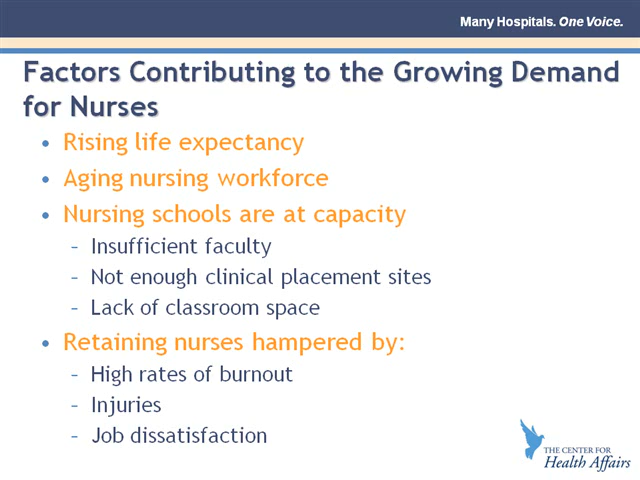 Many Hospitals. One Voice.
Factors Contributing to the Growing Demand
for Nurses
• Rising life expectancy
• Aging nursing workforce
• Nursing schools are at capacity
– Insufficient faculty
– Not enough clinical placement sites
– Lack of classroom space
• Retaining nurses hampered by:
– High rates of burnout
– Injuries
– Job dissatisfaction
THE CENTER FOR
Health Affairs